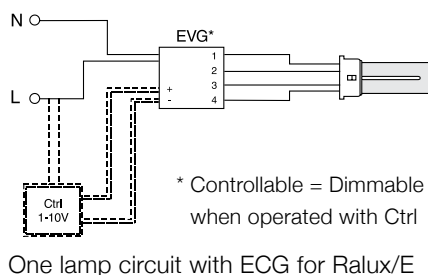 N
EVG*
1
2
3
4
L
+
-
Ctrl
1-10V
* Controllable = Dimmable
when operated with Ctrl
One lamp circuit with ECG for Ralux/E